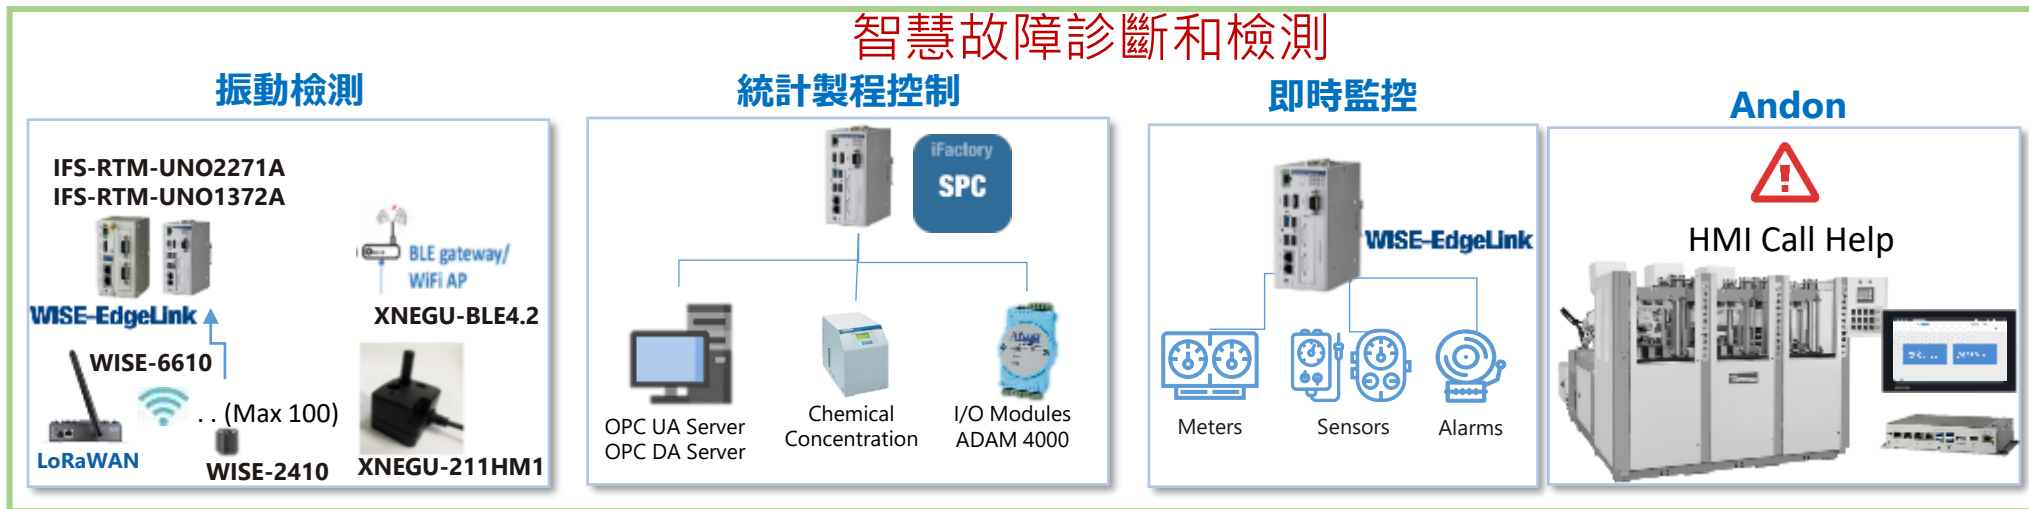 智慧故障診斷和檢測
振動檢測
IFS-RTM-UNO2271A
IFS-RTM-UNO1372A
WISE-EdgeLink
BLE gateway/
WiFi AP
XNEGU-BLE4.2
WISE-6610
. . (Max 100)
LoRaWAN
WISE-2410
XNEGU-211HM1
統計製程控制
iFactory
SPC
OPC UA Server
OPC DA Server
Chemical
Concentration
I/O Modules
ADAM 4000
即時監控
WISE-EdgeLink
Meters
Sensors
Alarms
Andon
HMI Call Help